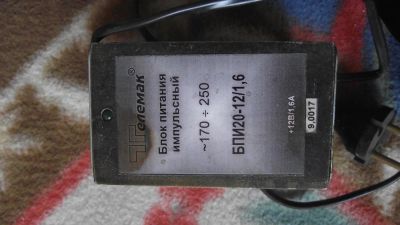 Телемак®
Блок питания
импульсный
~170 ÷ 250
БПИ20-12/1,6
+12В/1,6А
9,0017